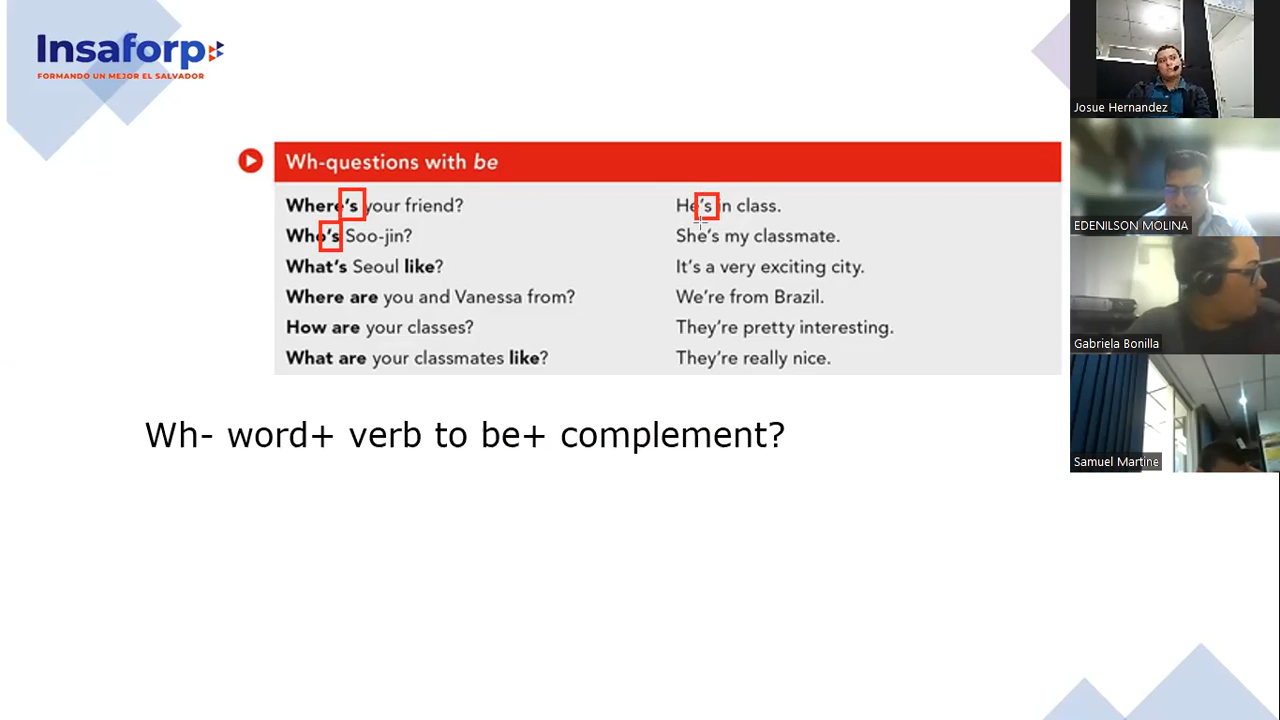 Insaforp
FORMANDO UN MEJOR EL SALVADOR
Wh-questions with be
Where's your friend? He's in class.
Who's Soo-jin? She's my classmate.
What's Seoul like? It's a very exciting city.
Where are you and Vanessa from? We're from Brazil.
How are your classes? They're pretty interesting.
What are your classmates like? They're really nice.
Wh- word+ verb to be+ complement?
Josue Hernandez
EDENILSON MOLINA
Gabriela Bonilla
Samuel Martine